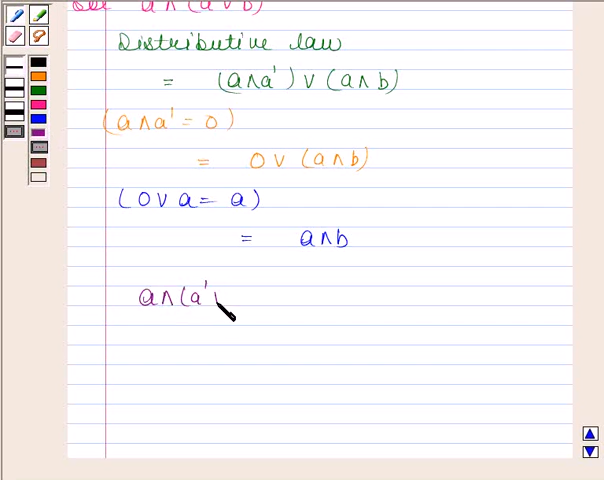 a∧(a'∨b)
Distributive law
= (a∧a') ∨ (a∧b)
(a∧a' = 0)
= 0 ∨ (a∧b)
(0∨a = a)
= a∧b
a∧(a'